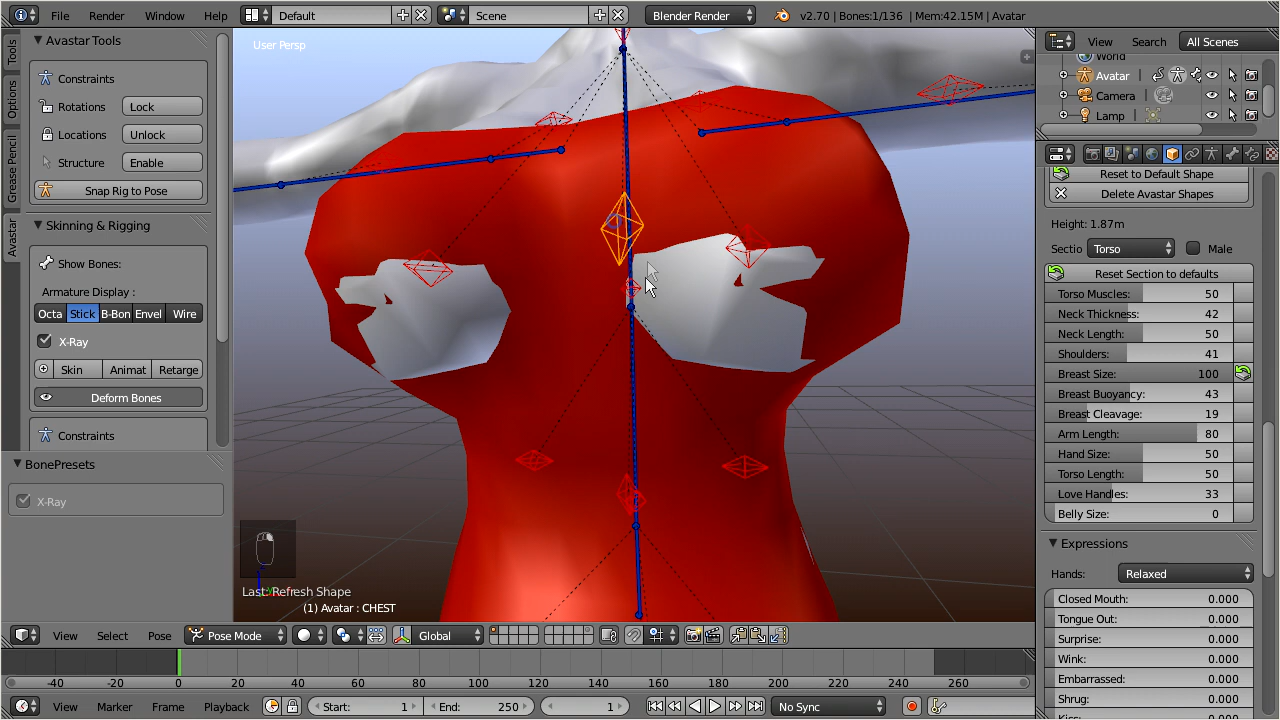 File Render Window Help Default Scene Blender Render v2.70 | Bones:1/136 | Mem:42.15M | Avatar
Tools
Options
Grease Pencil
Avastar
Avastar Tools
Constraints
Rotations Lock
Locations Unlock
Structure Enable
Snap Rig to Pose
Skinning & Rigging
Show Bones:
Armature Display :
Octa Stick B-Bon Envel Wire
X-Ray
Skin Animat Retarge
Deform Bones
Constraints
BonePresets
X-Ray
User Persp
Last: Refresh Shape
(1) Avatar : CHEST
View Search All Scenes
World
Avatar
Camera
Lamp
Reset to Default Shape
Delete Avastar Shapes
Height: 1.87m
Sectio Torso Male
Reset Section to defaults
Torso Muscles: 50
Neck Thickness: 42
Neck Length: 50
Shoulders: 41
Breast Size: 100
Breast Buoyancy: 43
Breast Cleavage: 19
Arm Length: 80
Hand Size: 50
Torso Length: 50
Love Handles: 33
Belly Size: 0
Expressions
Hands: Relaxed
Closed Mouth: 0.000
Tongue Out: 0.000
Surprise: 0.000
Wink: 0.000
Embarrassed: 0.000
Shrug: 0.000
View Select Pose Pose Mode Global
-40 -20 0 20 40 60 80 100 120 140 160 180 200 220 240 260
View Marker Frame Playback Start: 1 End: 250 1 No Sync